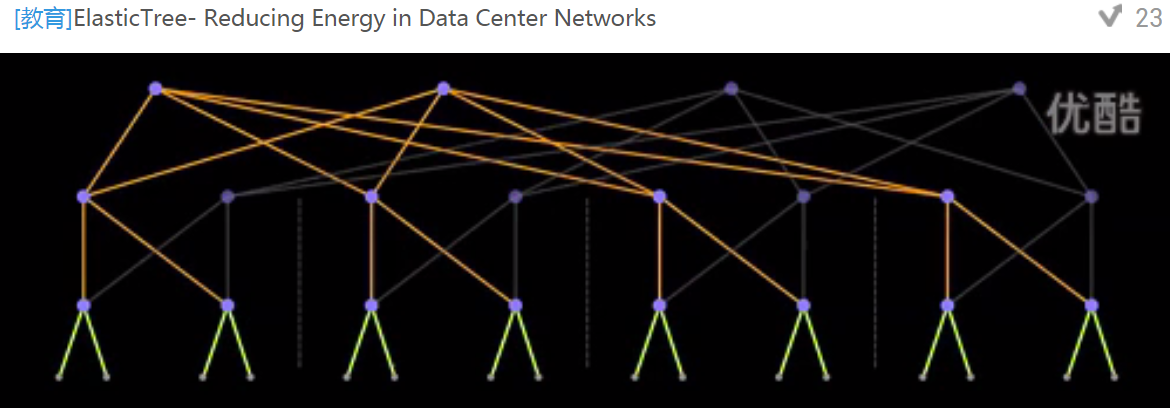 [教育]ElasticTree- Reducing Energy in Data Center Networks
23
优酷